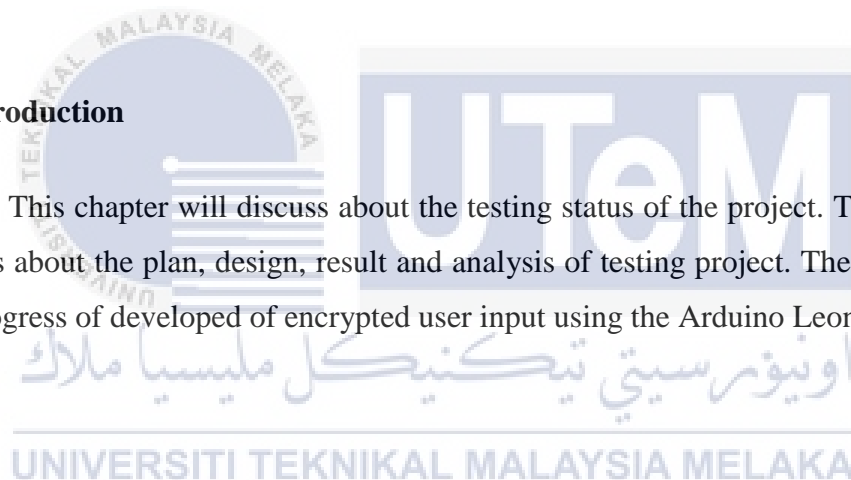 roduction
This chapter will discuss about the testing status of the project. T
s about the plan, design, result and analysis of testing project. The
ogress of developed of encrypted user input using the Arduino Leon
UTeM
MALAYSIA MELAKA
اونيۏرسيتي تيكنيكل مليسيا ملاك
UNIVERSITI TEKNIKAL MALAYSIA MELAKA